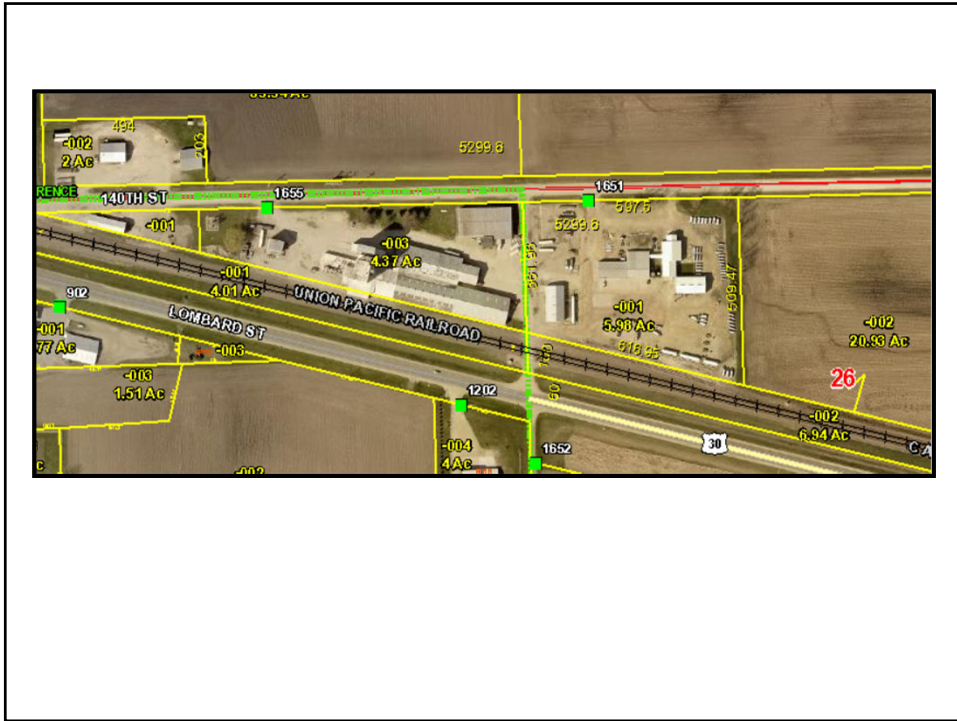 494
-002
2 Ac
203
5299.6
RENCE
140TH ST
1655
1651
597.5
5299.6
-001
-003
4.37 Ac
-001
4.01 Ac
UNION PACIFIC RAILROAD
509.47
-001
5.98 Ac
616.95
-002
20.93 Ac
902
LOMBARD ST
-001
.77 Ac
-003
-003
1.51 Ac
26
1202
60
-002
6.94 Ac
30
C A
-004
4 Ac
1652
-002
c